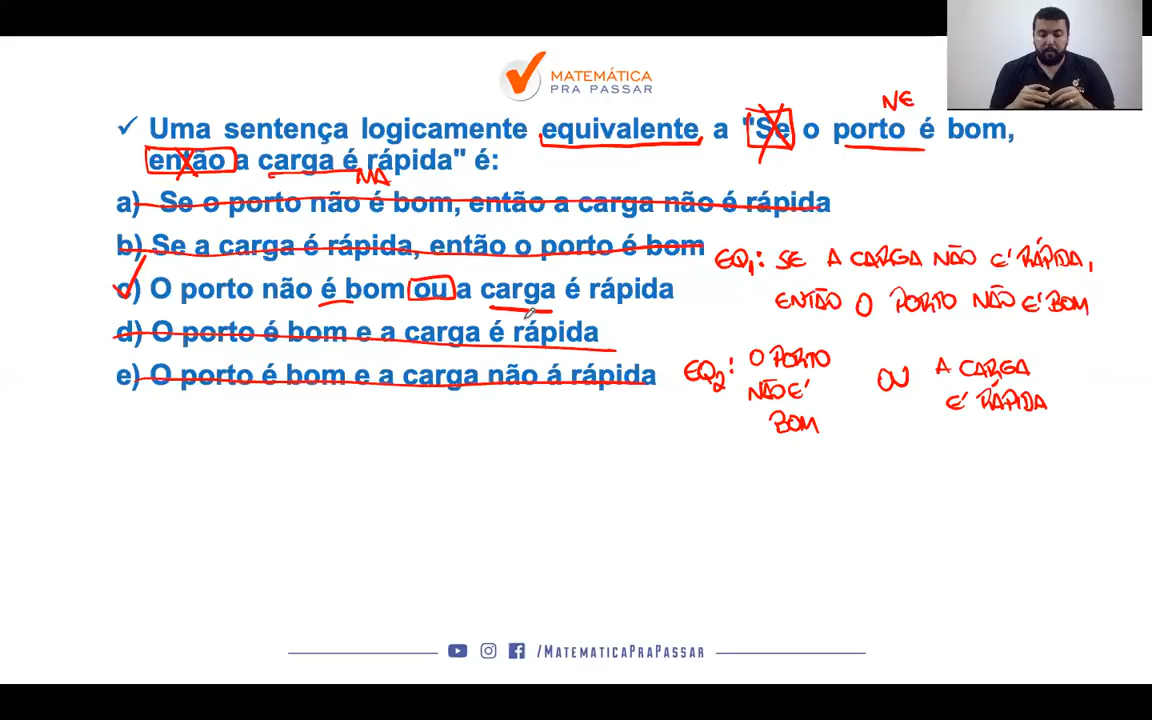 MATEMÁTICA
PRA PASSAR
NE
✓ Uma sentença logicamente equivalente a "Se o porto é bom,
então a carga é rápida" é:
MA
a) Se o porto não é bom, então a carga não é rápida
b) Se a carga é rápida, então o porto é bom
c) O porto não é bom ou a carga é rápida
d) O porto é bom e a carga é rápida
e) O porto é bom e a carga não á rápida
EQ1: SE A CARGA NÃO É RÁPIDA,
ENTÃO O PORTO NÃO É BOM
EQ2: O PORTO
NÃO É
BOM
OU
A CARGA
É RÁPIDA
/MATEMATICAPRAPASSAR